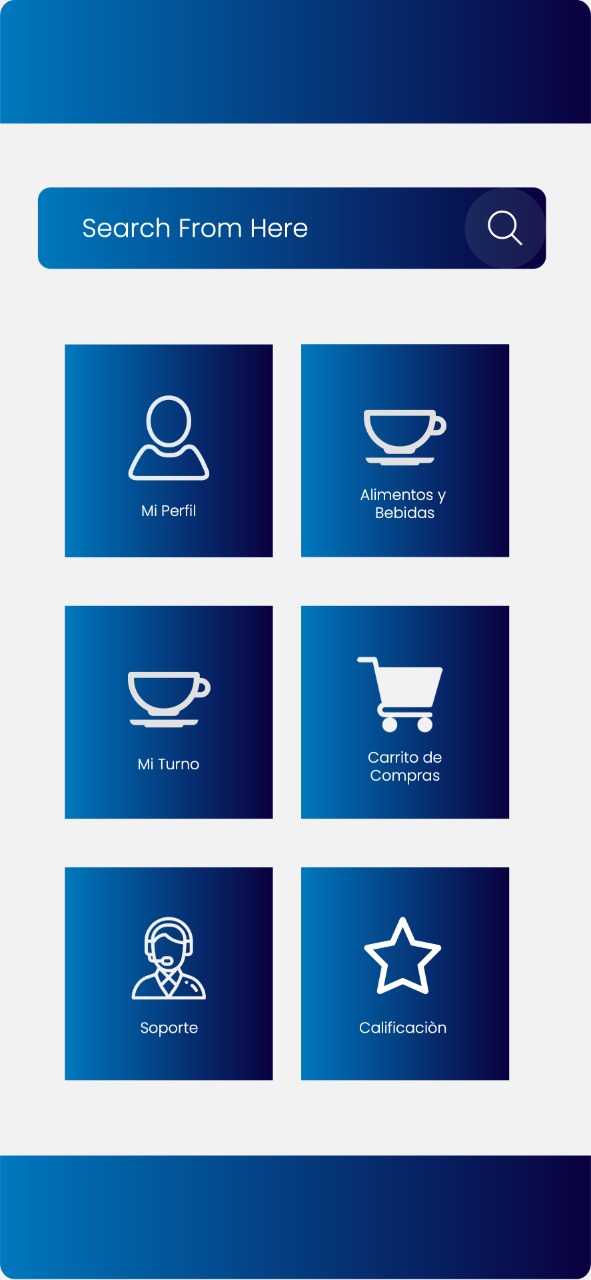 Search From Here
Mi Perfil
Alimentos y
Bebidas
Mi Turno
Carrito de
Compras
Soporte
Calificaciòn